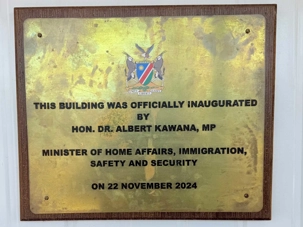 THIS BUILDING WAS OFFICIALLY INAUGURATED
BY
HON. DR. ALBERT KAWANA, MP
MINISTER OF HOME AFFAIRS, IMMIGRATION,
SAFETY AND SECURITY
ON 22 NOVEMBER 2024